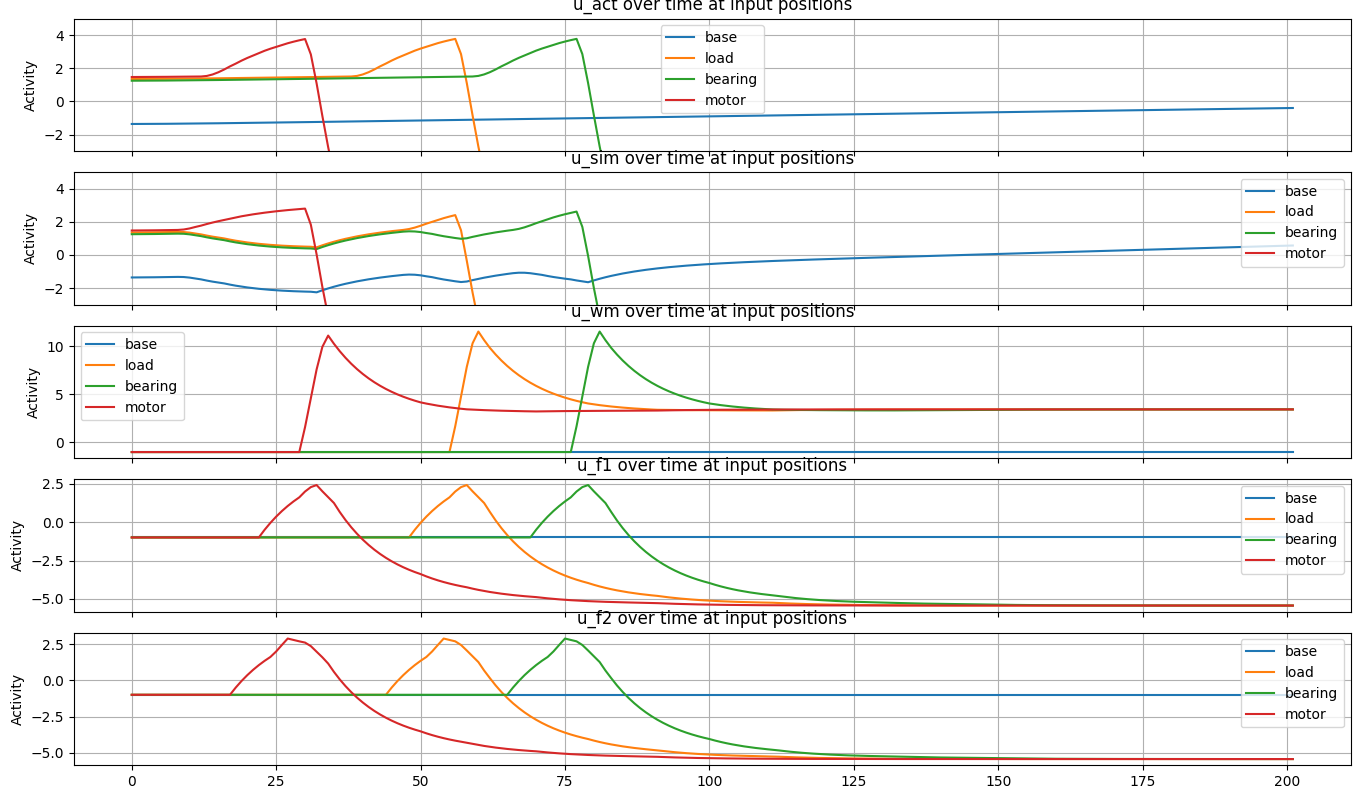 u_act over time at input positions
Activity
4
2
0
−2
base
load
bearing
motor
u_sim over time at input positions
Activity
4
2
0
−2
base
load
bearing
motor
u_wm over time at input positions
Activity
10
5
0
base
load
bearing
motor
u_f1 over time at input positions
Activity
2.5
0.0
−2.5
−5.0
base
load
bearing
motor
u_f2 over time at input positions
Activity
2.5
0.0
−2.5
−5.0
base
load
bearing
motor
0 25 50 75 100 125 150 175 200